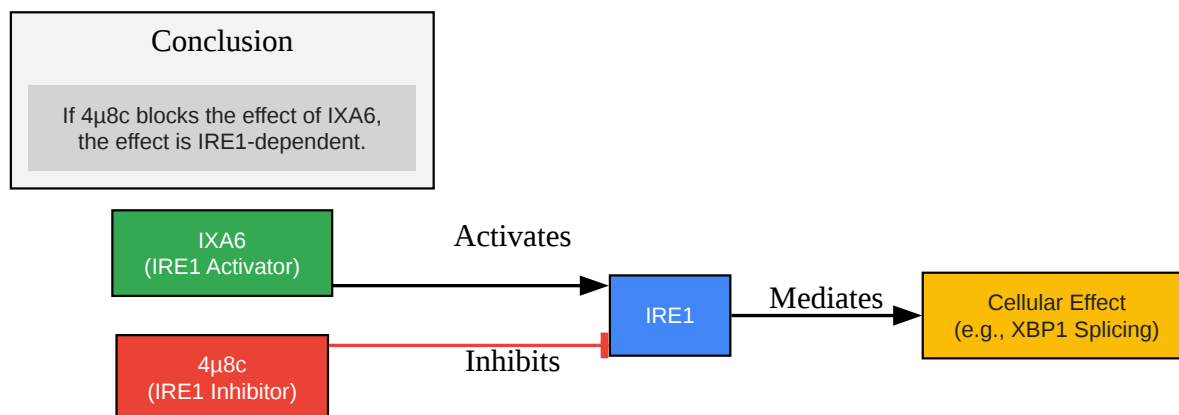 Conclusion
If 4µ8c blocks the effect of IXA6,
the effect is IRE1-dependent.
IXA6
(IRE1 Activator)
Activates
IRE1
Mediates
Cellular Effect
(e.g., XBP1 Splicing)
4µ8c
(IRE1 Inhibitor)
Inhibits